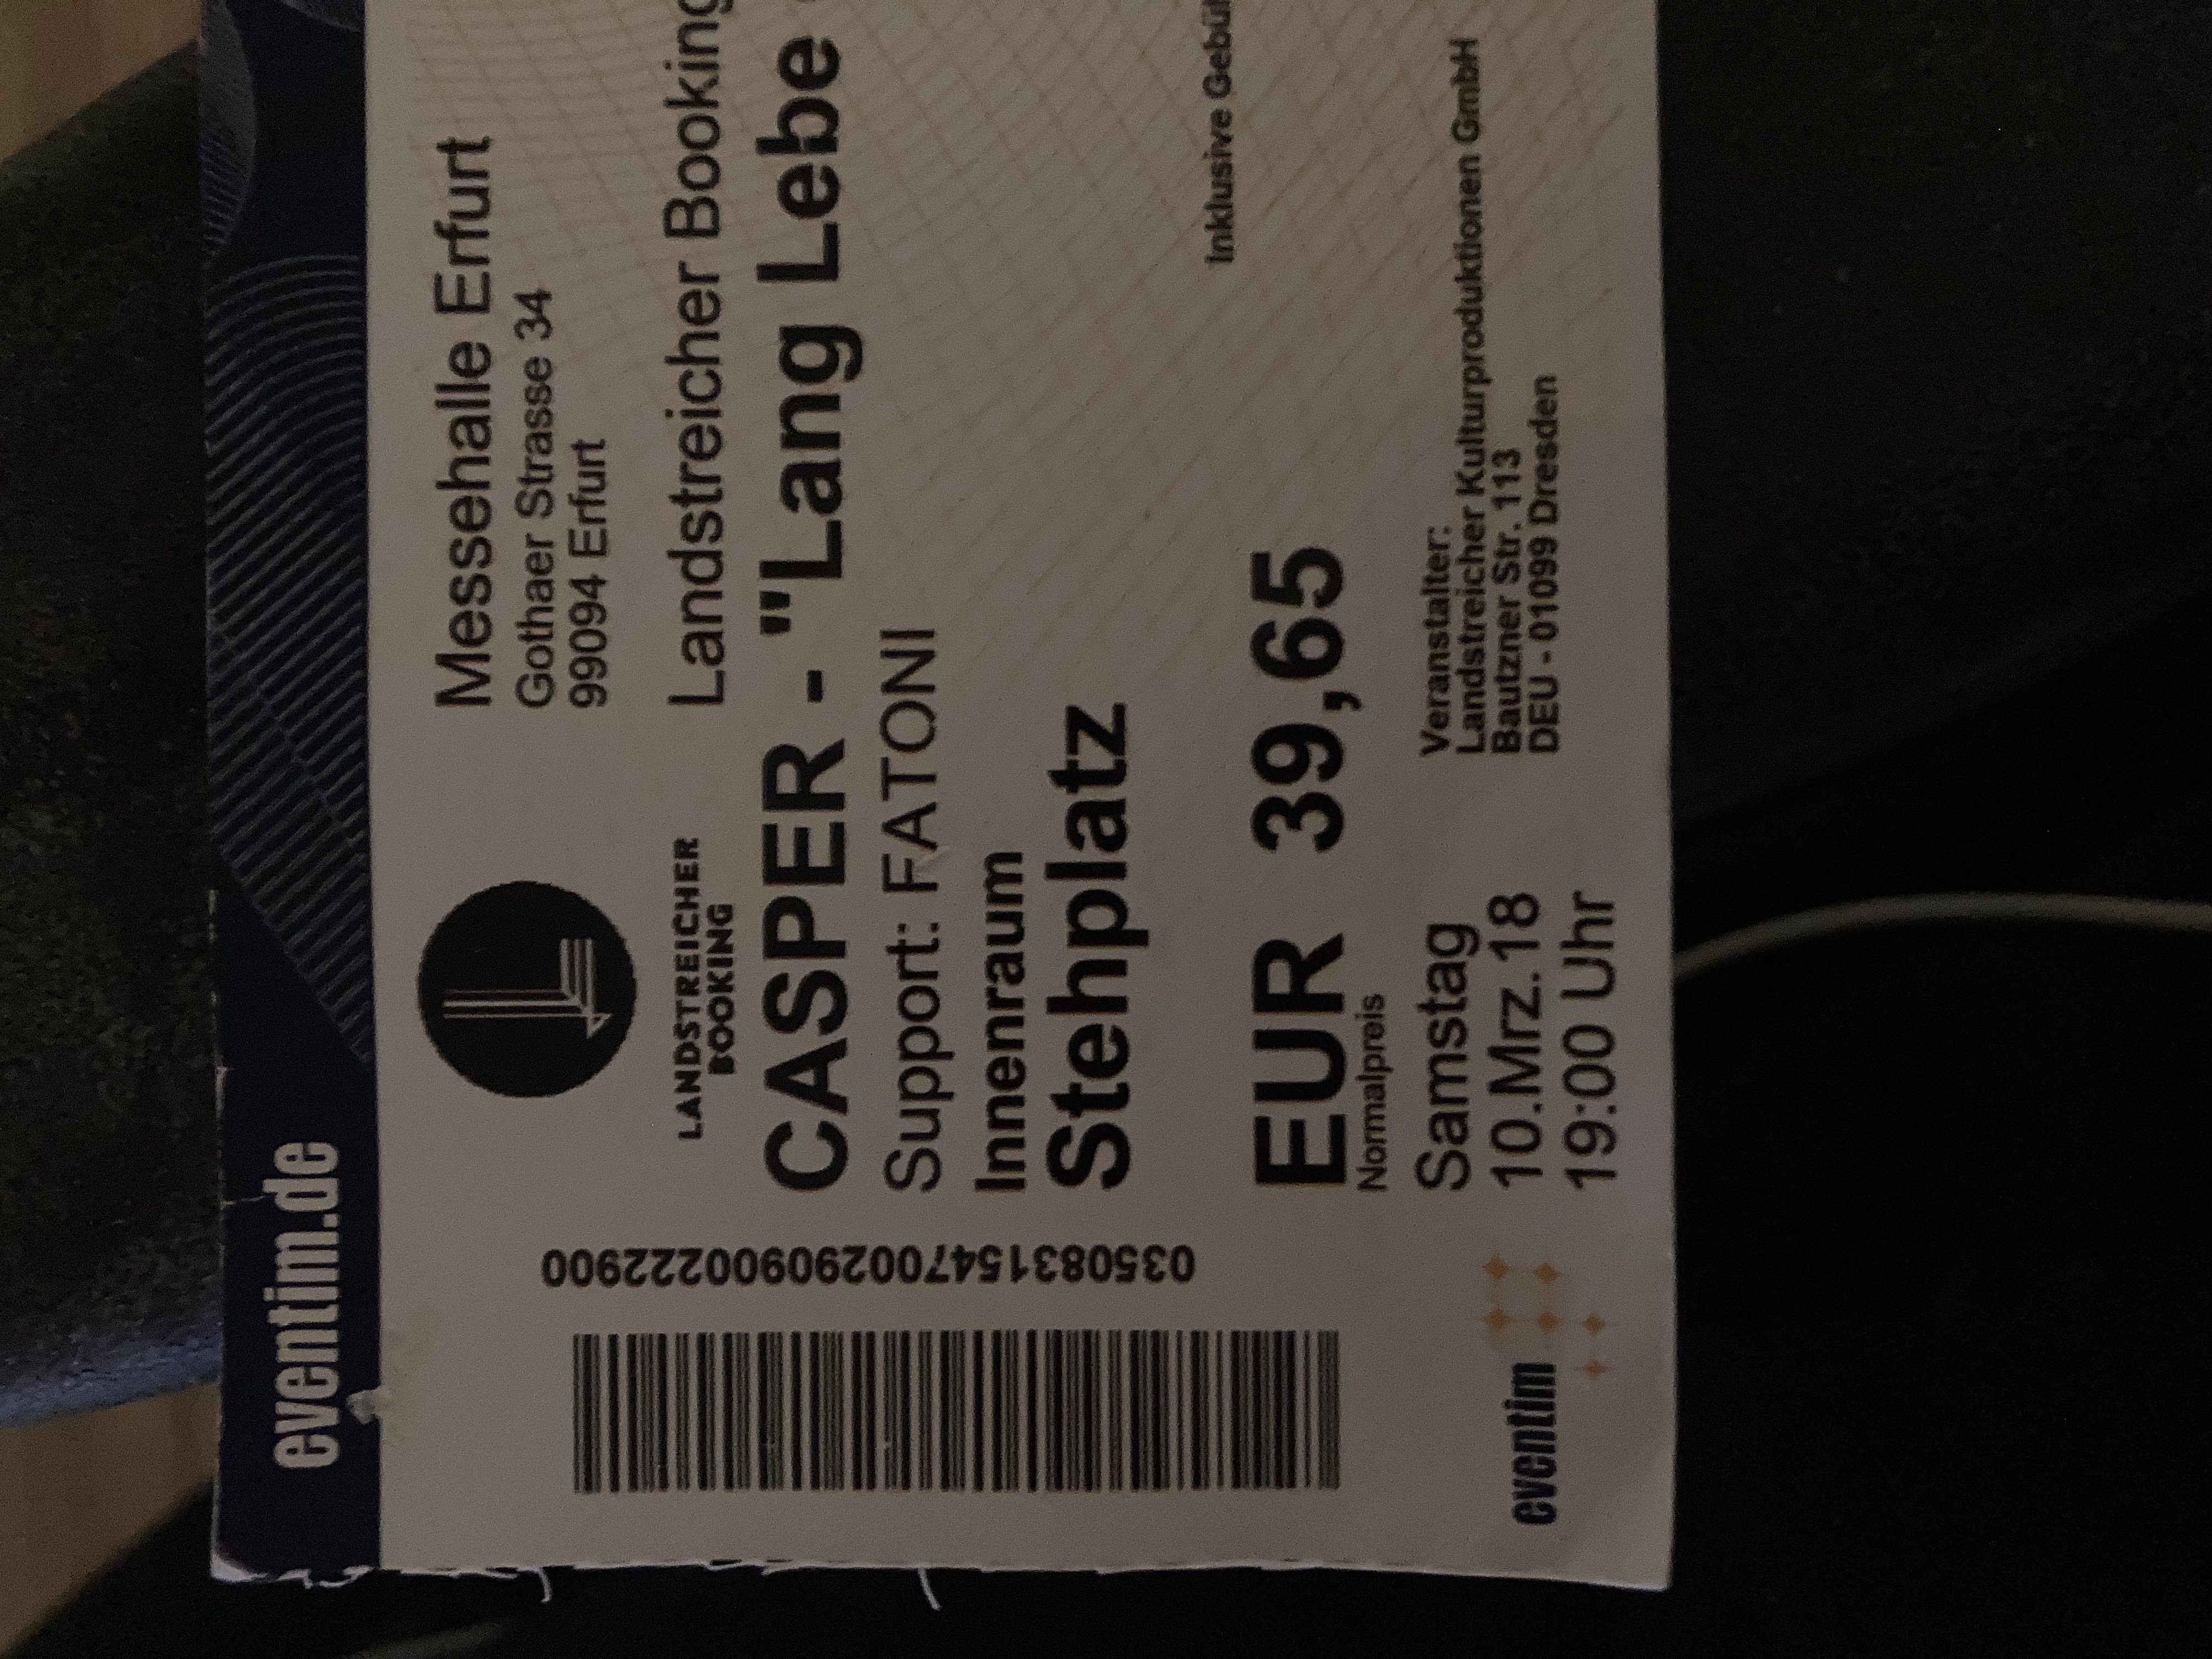 eventim.de
Messehalle Erfurt
Gothaer Strasse 34
99094 Erfurt
LANDSTREICHER
BOOKING
Landstreicher Booking
CASPER - "Lang Lebe
Support: FATONI
Innenraum
Stehplatz
Inklusive Gebüh
EUR 39,65
Normalpreis
Samstag
10.Mrz.18
19:00 Uhr
Veranstalter:
Landstreicher Kulturproduktionen GmbH
Bautzner Str. 113
DEU - 01099 Dresden
eventim